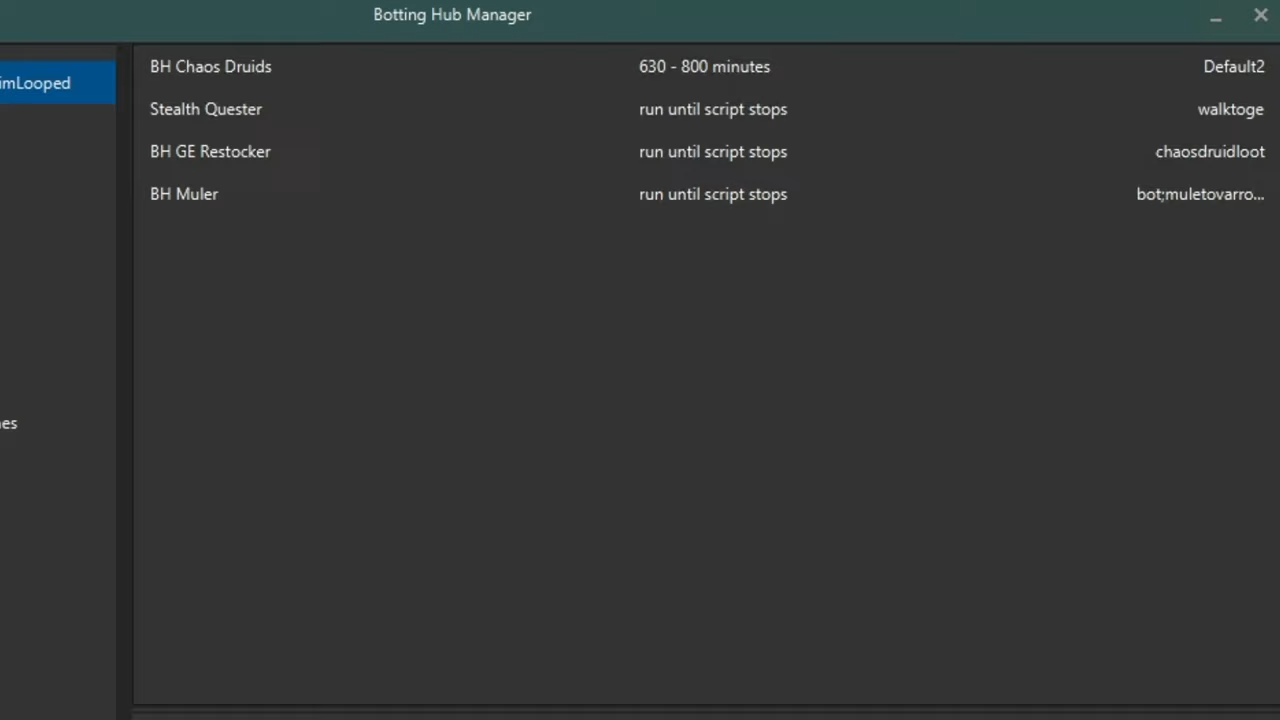 Botting Hub Manager
imLooped
BH Chaos Druids 630 - 800 minutes Default2
Stealth Quester run until script stops walktoge
BH GE Restocker run until script stops chaosdruidloot
BH Muler run until script stops bot;muletovarro...
nes